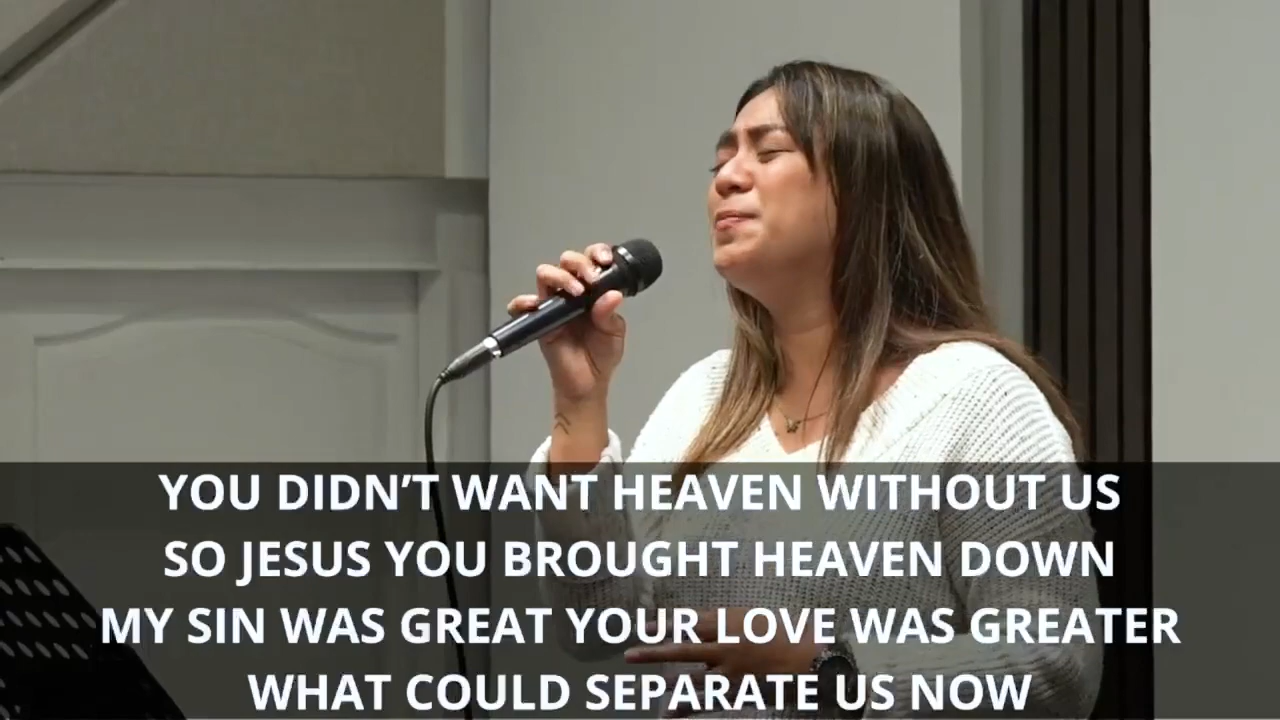 YOU DIDN’T WANT HEAVEN WITHOUT US
SO JESUS YOU BROUGHT HEAVEN DOWN
MY SIN WAS GREAT YOUR LOVE WAS GREATER
WHAT COULD SEPARATE US NOW